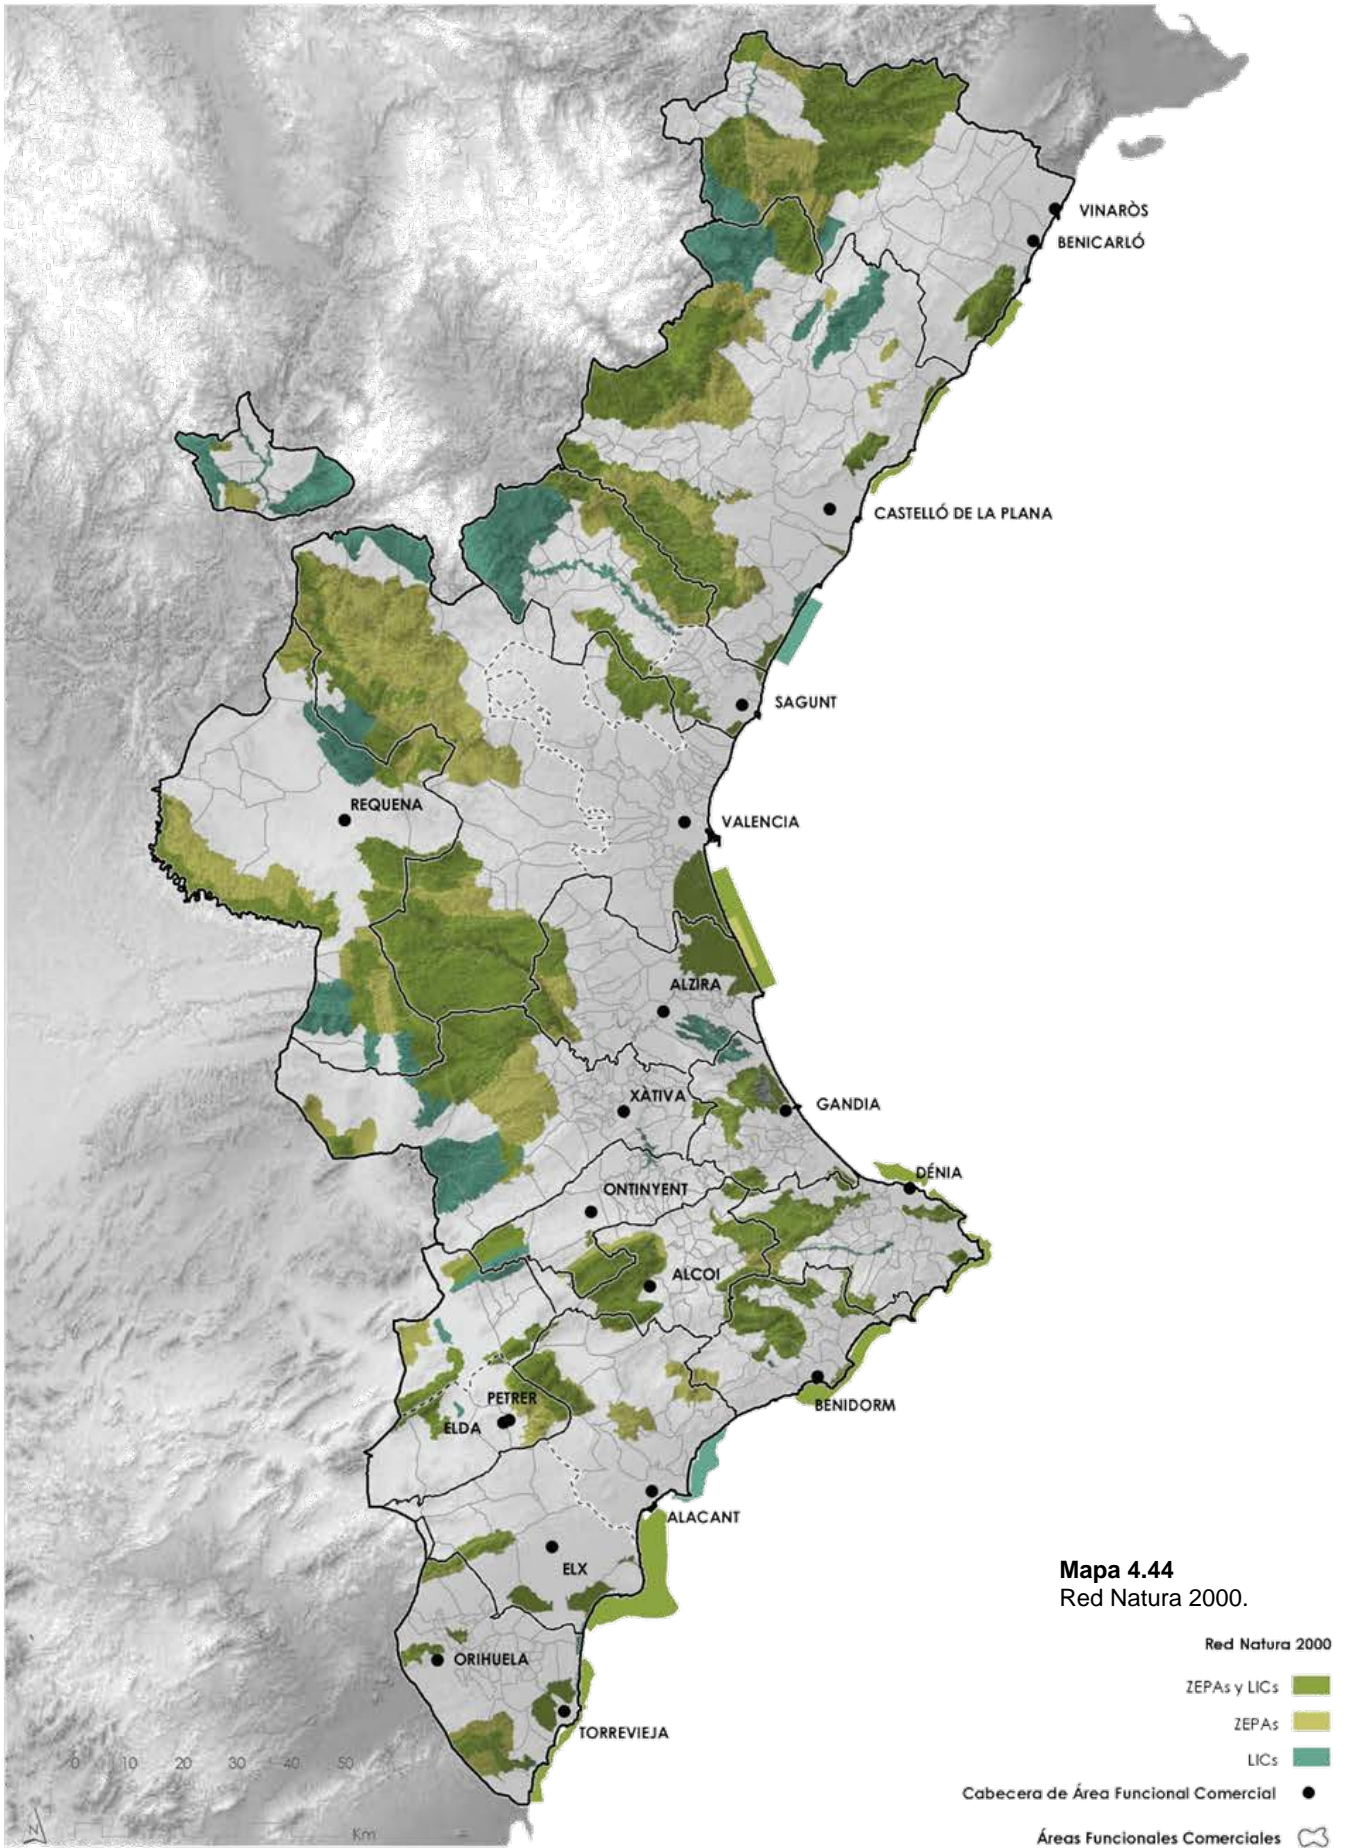 VINARÒS
BENICARLÓ
CASTELLÓ DE LA PLANA
SAGUNT
REQUENA
VALENCIA
ALZIRA
XÀTIVA
GANDIA
DÉNIA
ONTINYENT
ALCOI
PETRER
BENIDORM
ELDA
ALACANT
ELX
Mapa 4.44
Red Natura 2000.
Red Natura 2000
ORIHUELA
ZEPAs y LICs
ZEPAs
TORREVIEJA
0 10 20 30 40 50
LICs
Cabecera de Área Funcional Comercial
N
Km
Áreas Funcionales Comerciales